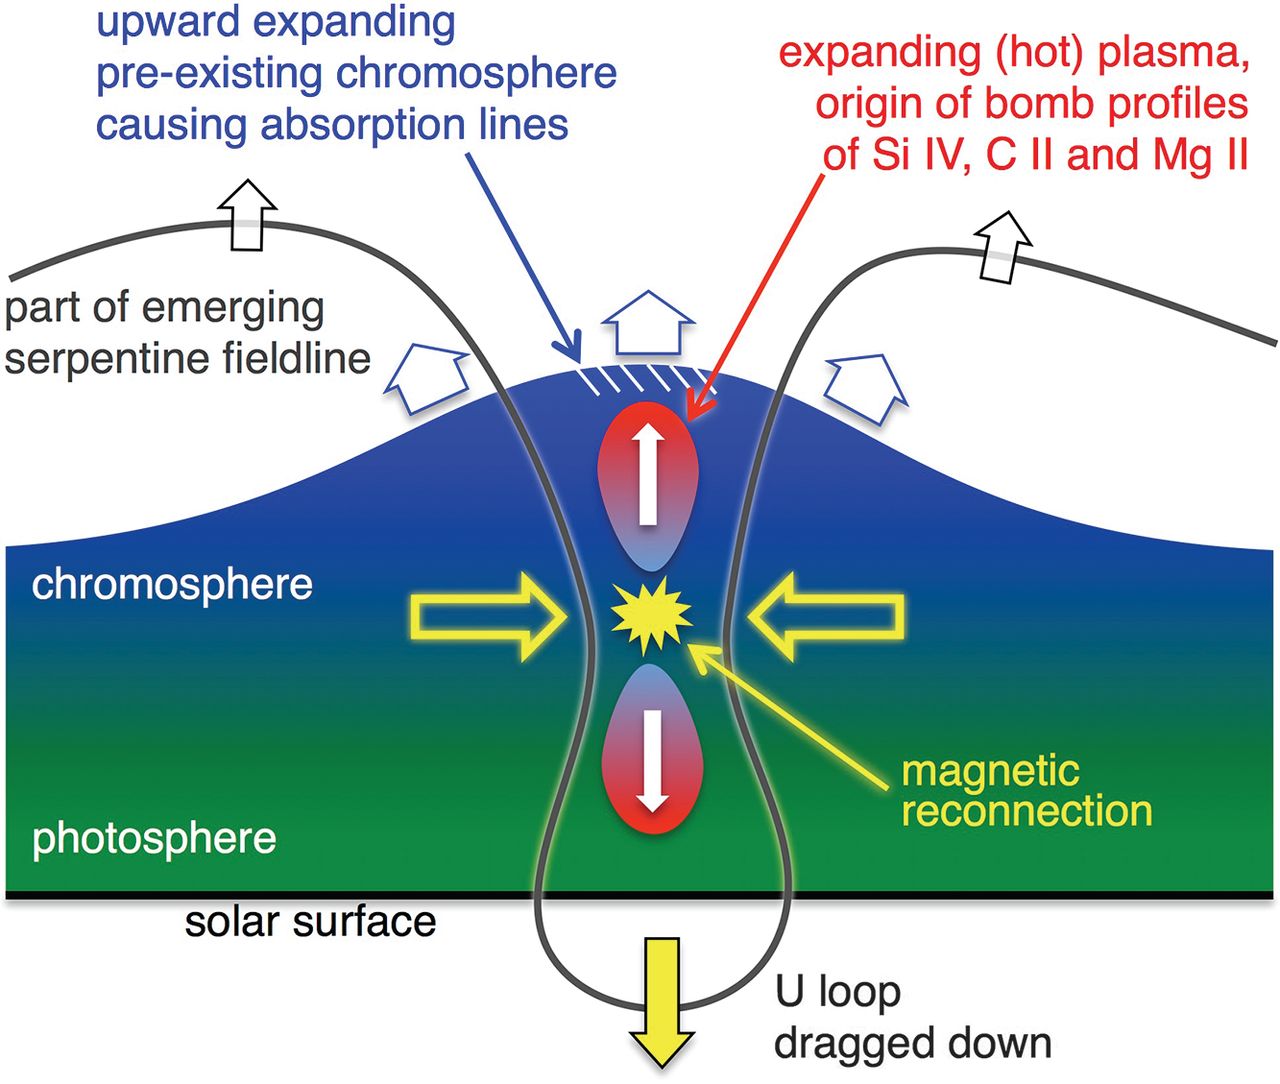 upward expanding
pre-existing chromosphere
causing absorption lines
expanding (hot) plasma,
origin of bomb profiles
of Si IV, C II and Mg II
part of emerging
serpentine fieldline
chromosphere
magnetic
reconnection
photosphere
solar surface
U loop
dragged down